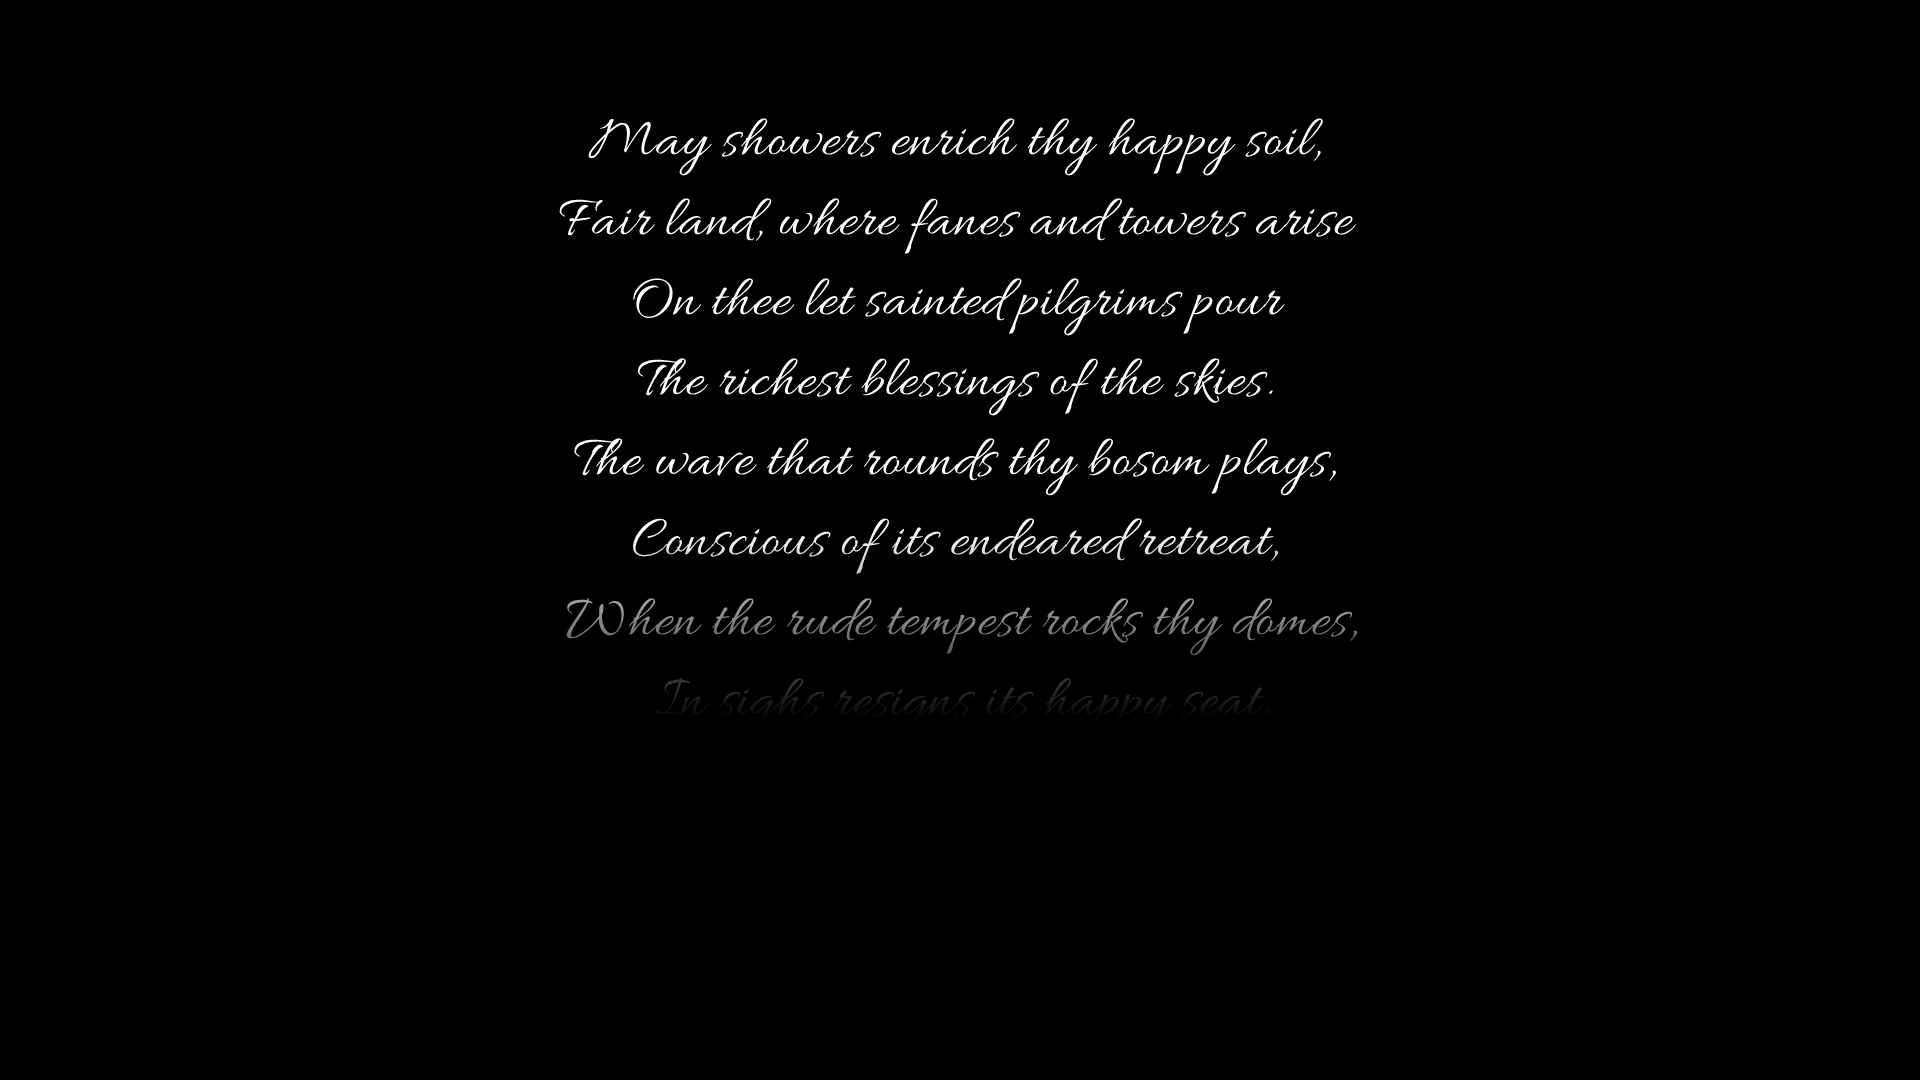 May showers enrich thy happy soil,
Fair land, where fanes and towers arise
On thee let sainted pilgrims pour
The richest blessings of the skies.
The wave that rounds thy bosom plays,
Conscious of its endeared retreat,
When the rude tempest rocks thy domes,
In sighs resigns its happy seat.